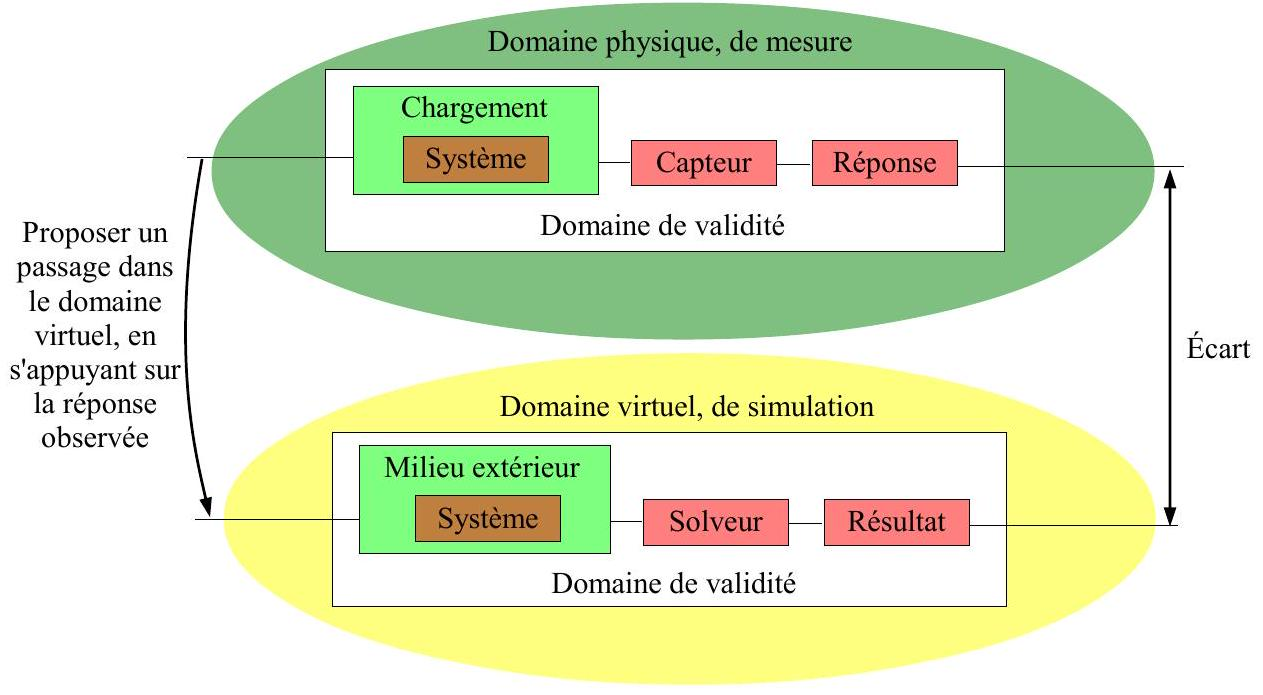 Domaine physique, de mesure
Chargement
Système
Capteur
Réponse
Domaine de validité
Proposer un
passage dans
le domaine
virtuel, en
s'appuyant sur
la réponse
observée
Écart
Domaine virtuel, de simulation
Milieu extérieur
Système
Solveur
Résultat
Domaine de validité